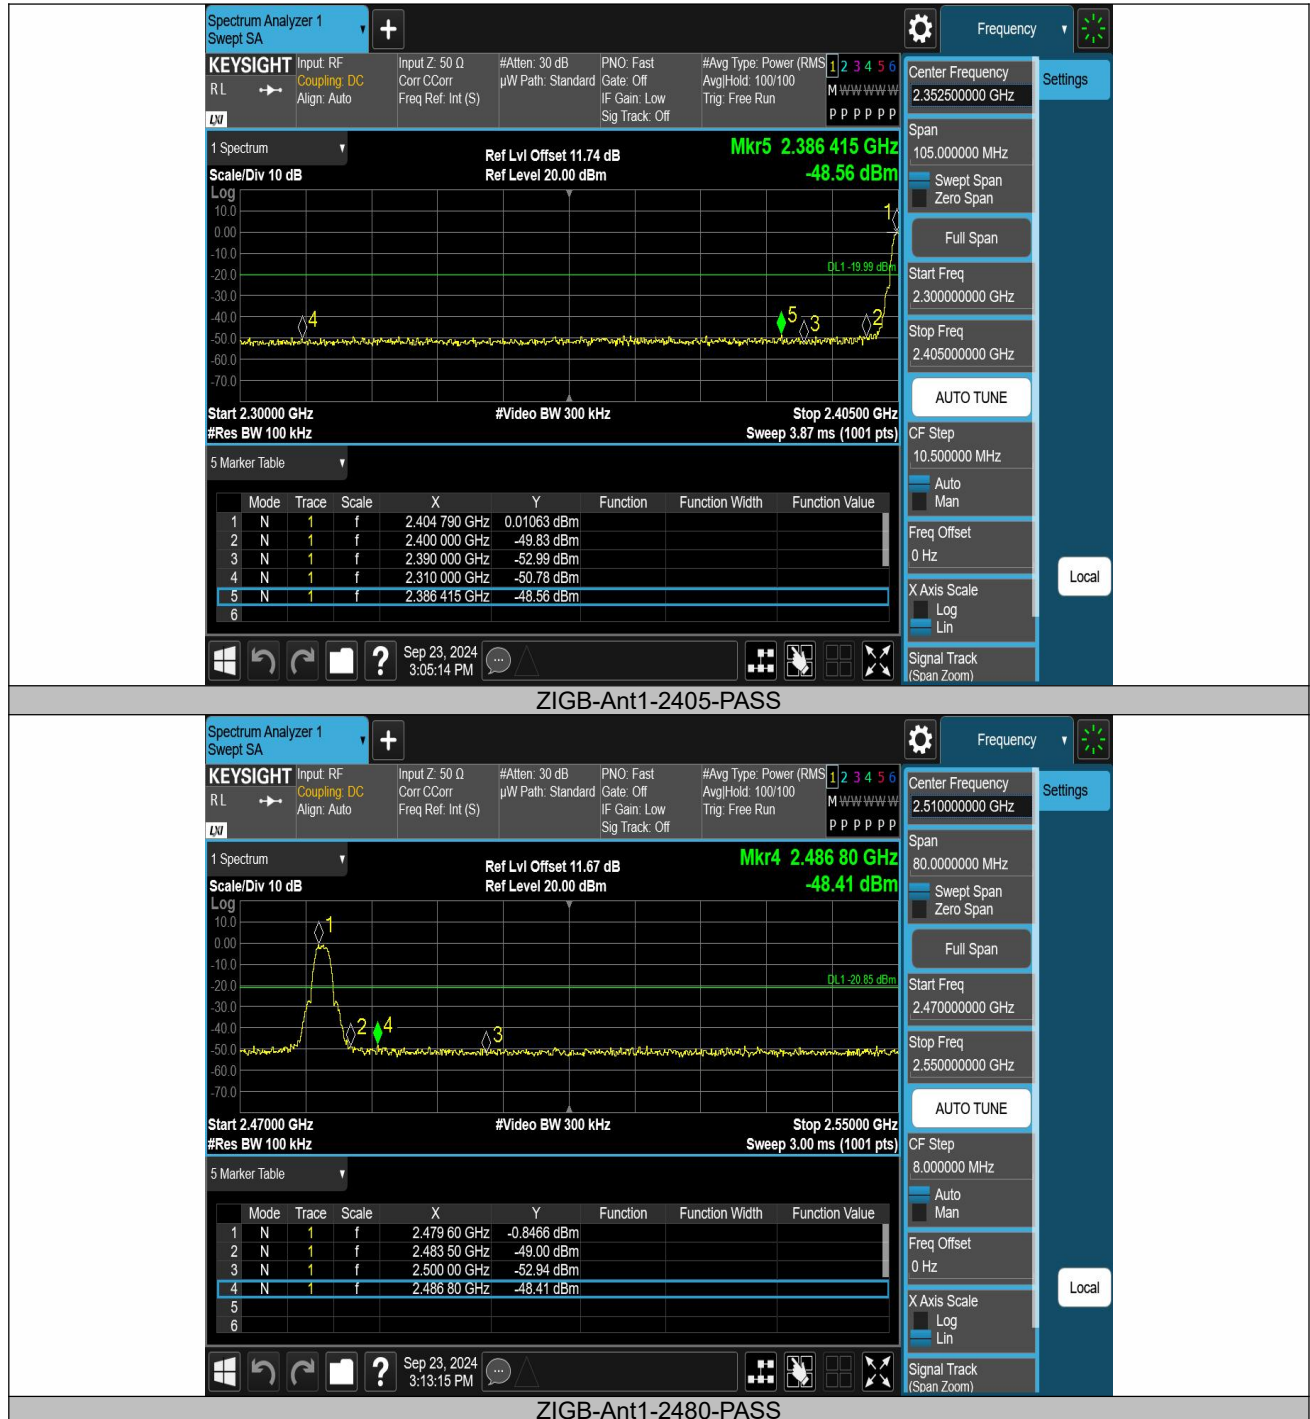 Spectrum Analyzer 1
Swept SA
+
Frequency
KEYSIGHT
RL
LXI
Input: RF
Coupling: DC
Align: Auto
Input Z: 50 Ω
Corr CCorr
Freq Ref: Int (S)
#Atten: 30 dB
µW Path: Standard
PNO: Fast
Gate: Off
IF Gain: Low
Sig Track: Off
#Avg Type: Power (RMS
Avg|Hold: 100/100
Trig: Free Run
1 2 3 4 5 6
M W W W W W
P P P P P P
1 Spectrum
Scale/Div 10 dB
Ref Lvl Offset 11.74 dB
Ref Level 20.00 dBm
Mkr5 2.386 415 GHz
-48.56 dBm
Log
10.0
0.00
-10.0
-20.0
-30.0
-40.0
-50.0
-60.0
-70.0
1
DL1 -19.99 dBm
4
5
3
2
Start 2.30000 GHz
#Video BW 300 kHz
Stop 2.40500 GHz
#Res BW 100 kHz
Sweep 3.87 ms (1001 pts)
5 Marker Table
Mode Trace Scale X Y Function Function Width Function Value
1 N 1 f 2.404 790 GHz 0.01063 dBm
2 N 1 f 2.400 000 GHz -49.83 dBm
3 N 1 f 2.390 000 GHz -52.99 dBm
4 N 1 f 2.310 000 GHz -50.78 dBm
5 N 1 f 2.386 415 GHz -48.56 dBm
6
?
Sep 23, 2024
3:05:14 PM
Center Frequency
2.352500000 GHz
Settings
Span
105.000000 MHz
Swept Span
Zero Span
Full Span
Start Freq
2.300000000 GHz
Stop Freq
2.405000000 GHz
AUTO TUNE
CF Step
10.500000 MHz
Auto
Man
Freq Offset
0 Hz
Local
X Axis Scale
Log
Lin
Signal Track
(Span Zoom)
ZIGB-Ant1-2405-PASS
Spectrum Analyzer 1
Swept SA
+
Frequency
KEYSIGHT
RL
LXI
Input: RF
Coupling: DC
Align: Auto
Input Z: 50 Ω
Corr CCorr
Freq Ref: Int (S)
#Atten: 30 dB
µW Path: Standard
PNO: Fast
Gate: Off
IF Gain: Low
Sig Track: Off
#Avg Type: Power (RMS
Avg|Hold: 100/100
Trig: Free Run
1 2 3 4 5 6
M W W W W W
P P P P P P
1 Spectrum
Scale/Div 10 dB
Ref Lvl Offset 11.67 dB
Ref Level 20.00 dBm
Mkr4 2.486 80 GHz
-48.41 dBm
Log
10.0
0.00
-10.0
-20.0
-30.0
-40.0
-50.0
-60.0
-70.0
1
DL1 -20.85 dBm
2
4
3
Start 2.47000 GHz
#Video BW 300 kHz
Stop 2.55000 GHz
#Res BW 100 kHz
Sweep 3.00 ms (1001 pts)
5 Marker Table
Mode Trace Scale X Y Function Function Width Function Value
1 N 1 f 2.479 60 GHz -0.8466 dBm
2 N 1 f 2.483 50 GHz -49.00 dBm
3 N 1 f 2.500 00 GHz -52.94 dBm
4 N 1 f 2.486 80 GHz -48.41 dBm
5
6
?
Sep 23, 2024
3:13:15 PM
Center Frequency
2.510000000 GHz
Settings
Span
80.0000000 MHz
Swept Span
Zero Span
Full Span
Start Freq
2.470000000 GHz
Stop Freq
2.550000000 GHz
AUTO TUNE
CF Step
8.000000 MHz
Auto
Man
Freq Offset
0 Hz
Local
X Axis Scale
Log
Lin
Signal Track
(Span Zoom)
ZIGB-Ant1-2480-PASS